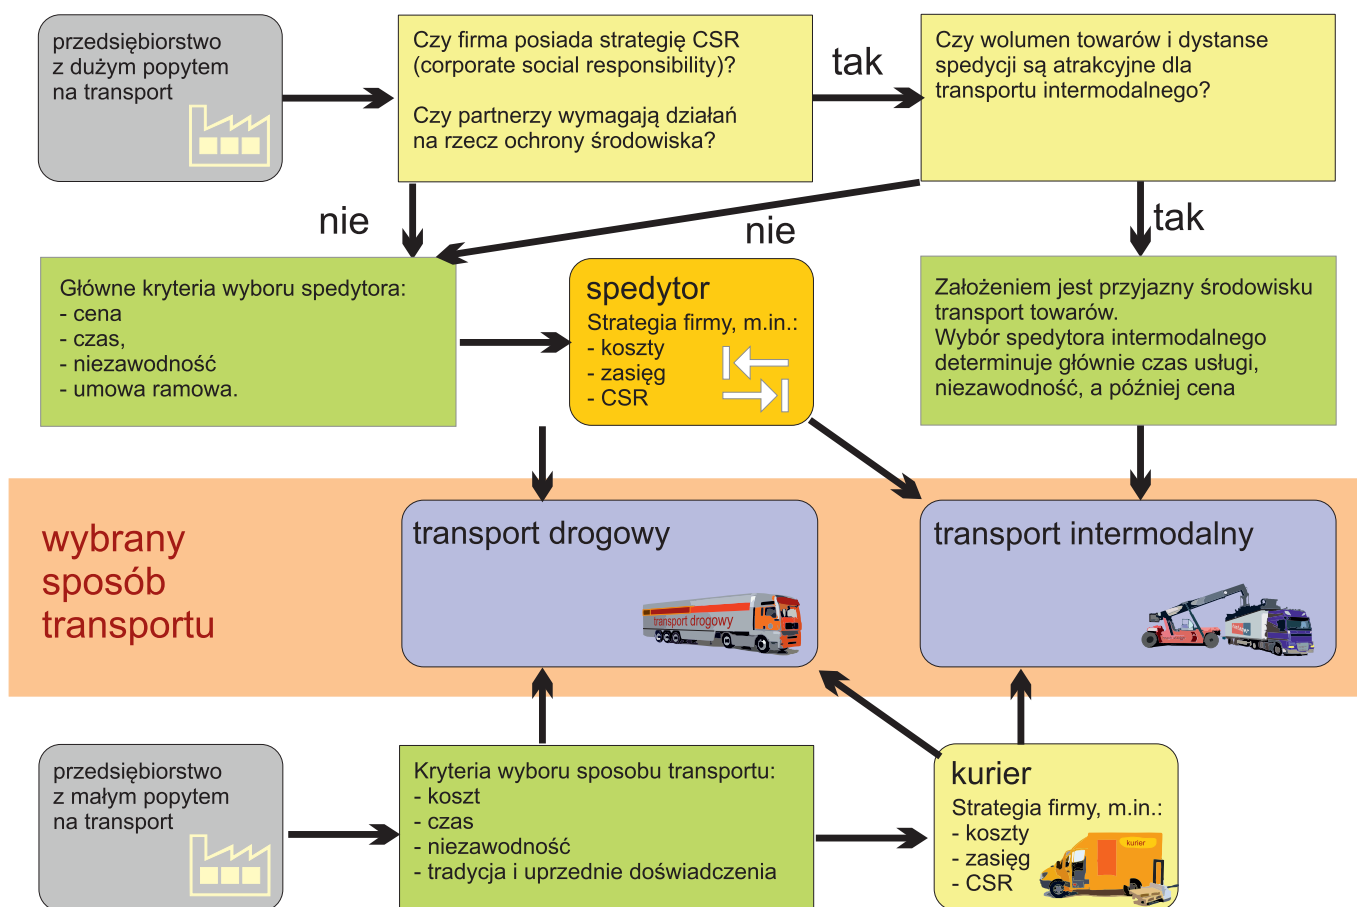 przedsiębiorstwo
z dużym popytem
na transport
Czy firma posiada strategię CSR
(corporate social responsibility)?
Czy partnerzy wymagają działań
na rzecz ochrony środowiska?
tak
Czy wolumen towarów i dystanse
spedycji są atrakcyjne dla
transportu intermodalnego?
nie
nie
tak
Główne kryteria wyboru spedytora:
- cena
- czas,
- niezawodność
- umowa ramowa.
spedytor
Strategia firmy, m.in.:
- koszty
- zasięg
- CSR
Założeniem jest przyjazny środowisku
transport towarów.
Wybór spedytora intermodalnego
determinuje głównie czas usługi,
niezawodność, a później cena
wybrany
sposób
transportu
transport drogowy
transport drogowy
transport intermodalny
przedsiębiorstwo
z małym popytem
na transport
Kryteria wyboru sposobu transportu:
- koszt
- czas
- niezawodność
- tradycja i uprzednie doświadczenia
kurier
Strategia firmy, m.in.:
- koszty
- zasięg
- CSR
kurier